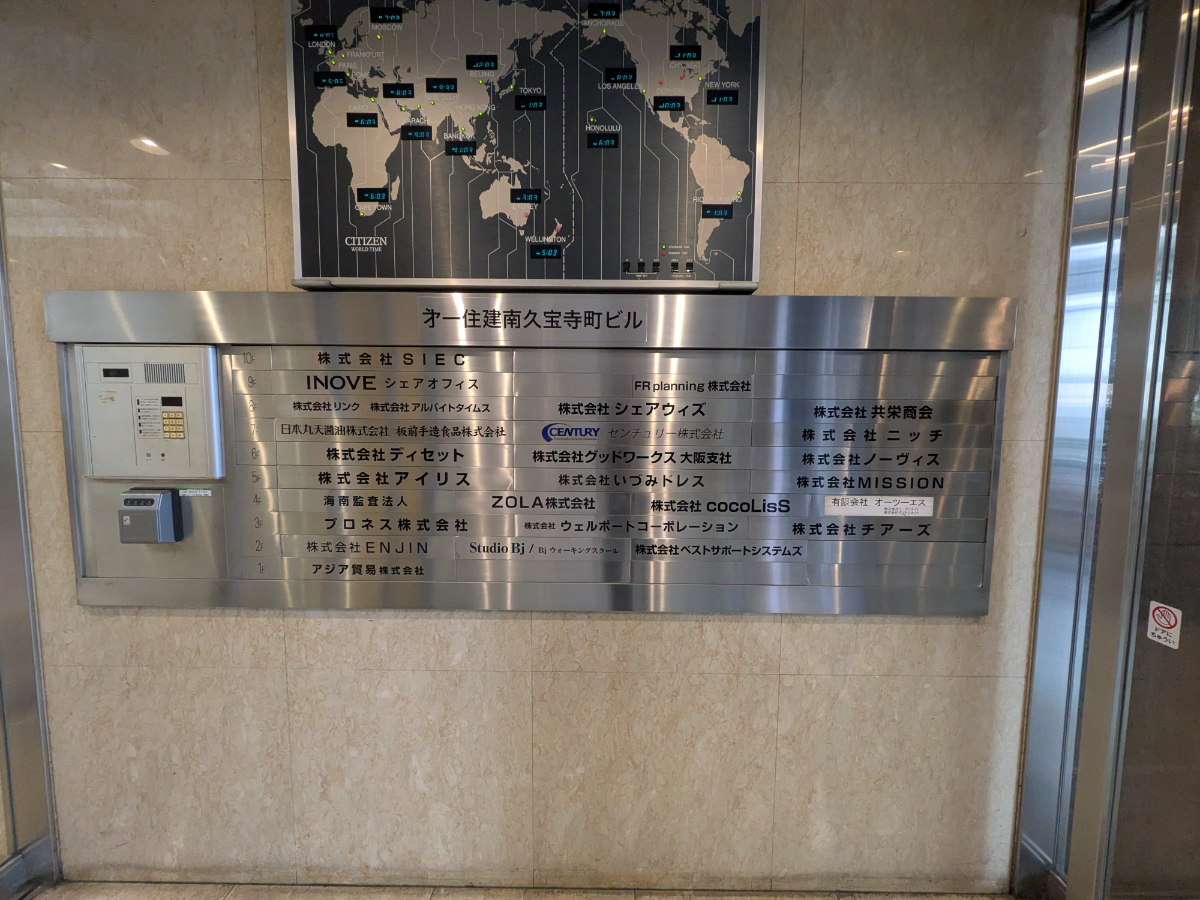 MOSCOW
ANCHORAGE
LONDON
FRANKFURT
PARIS
BEIJING
CHICAGO
TOKYO
LOS ANGELES
NEW YORK
HONG KONG
BANGKOK
HONOLULU
CAPE TOWN
SYDNEY
WELLINGTON
5:03
CITIZEN
WORLD TIME
才一住建南久宝寺町ビル
10F 株式会社SIEC
9F INOVE シェアオフィス FR planning 株式会社
8F 株式会社リンク 株式会社アルバイトタイムス 株式会社 シェアウィズ 株式会社 共栄商会
7F 日本丸天醤油株式会社 板前手造食品株式会社 CENTURY センチュリー株式会社 株式会社ニッチ
6F 株式会社ディセット 株式会社グッドワークス 大阪支社 株式会社ノーヴィス
5F 株式会社アイリス 株式会社いづみドレス 株式会社MISSION
4F 海南監査法人 ZOLA株式会社 株式会社 cocoLisS 有限会社 オーツーエス
3F プロネス株式会社 株式会社 ウェルポートコーポレーション 株式会社チアーズ
2F 株式会社ENJIN Studio Bj / Bj ウォーキングスクール 株式会社ベストサポートシステムズ
1F アジア貿易株式会社
ドアに
ちゅうい